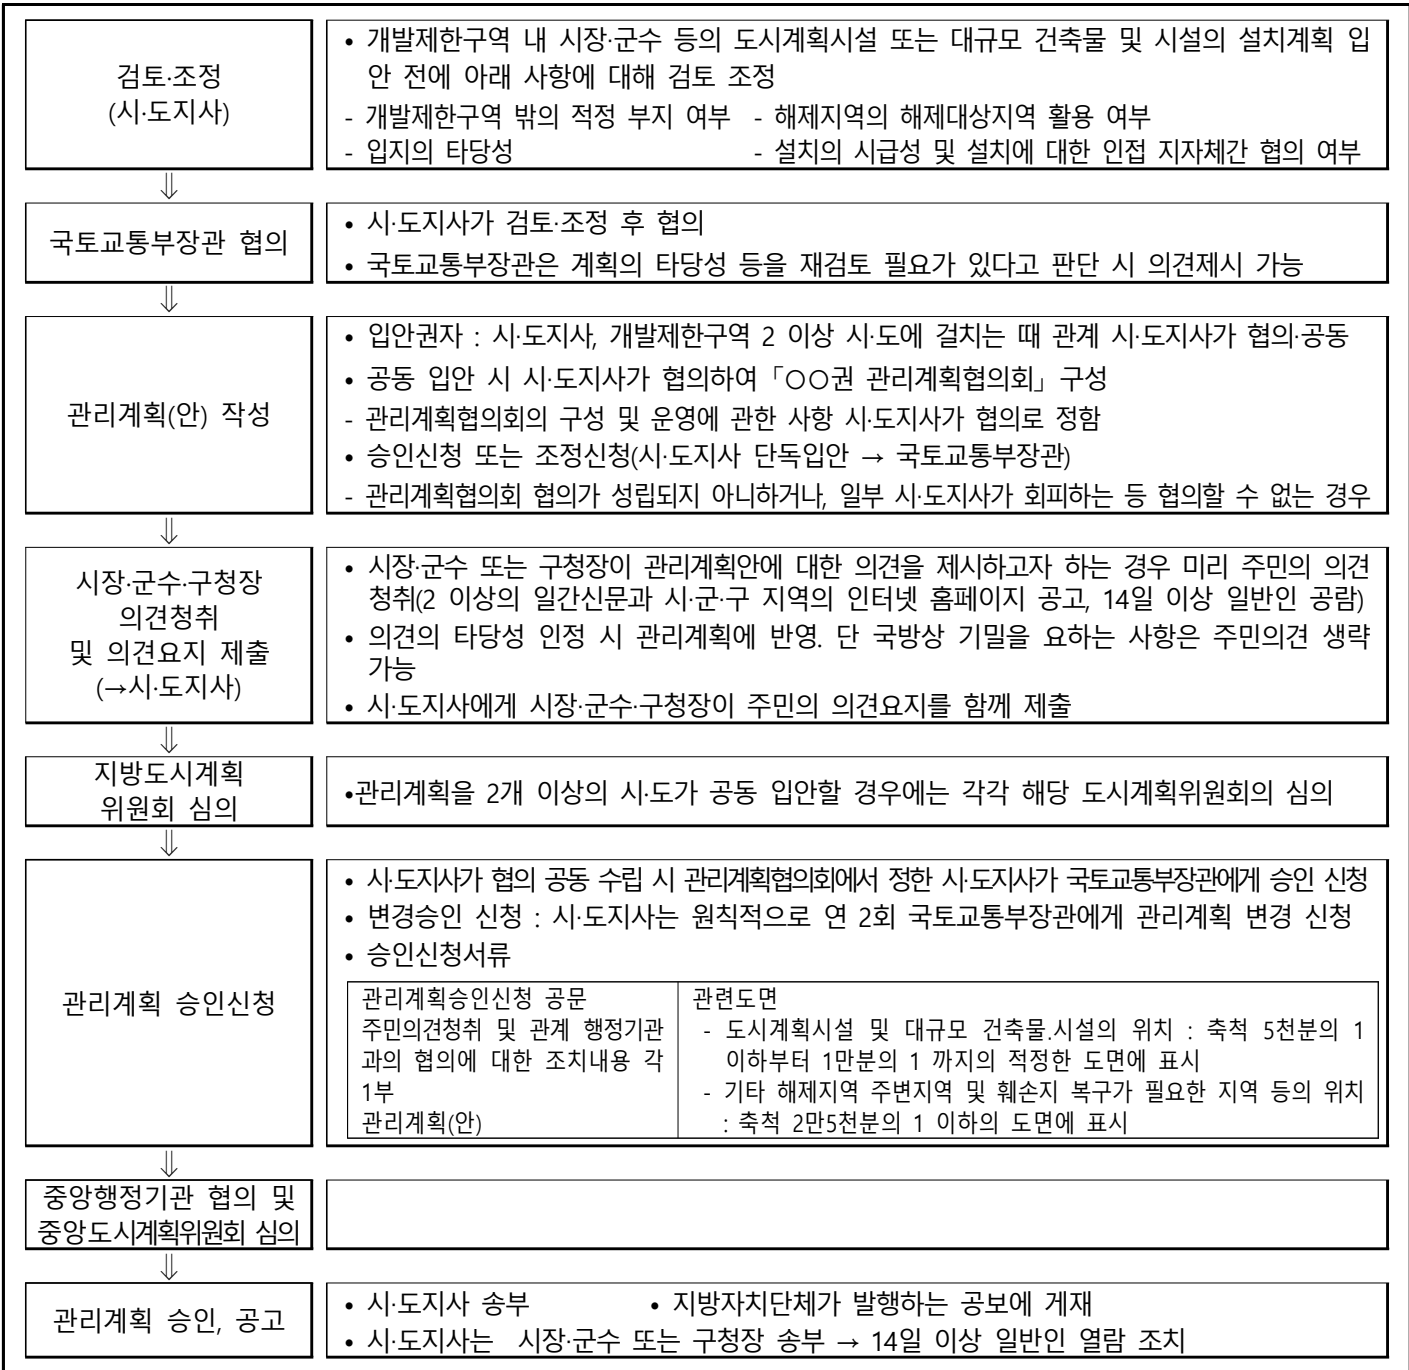 검토·조정
(시·도지사)
• 개발제한구역 내 시장·군수 등의 도시계획시설 또는 대규모 건축물 및 시설의 설치계획 입
안 전에 아래 사항에 대해 검토 조정
- 개발제한구역 밖의 적정 부지 여부 - 해제지역의 해제대상지역 활용 여부
- 입지의 타당성 - 설치의 시급성 및 설치에 대한 인접 지자체간 협의 여부
⇓
국토교통부장관 협의
• 시·도지사가 검토·조정 후 협의
• 국토교통부장관은 계획의 타당성 등을 재검토 필요가 있다고 판단 시 의견제시 가능
⇓
관리계획(안) 작성
• 입안권자 : 시·도지사, 개발제한구역 2 이상 시·도에 걸치는 때 관계 시·도지사가 협의·공동
• 공동 입안 시 시·도지사가 협의하여「○○권 관리계획협의회」구성
- 관리계획협의회의 구성 및 운영에 관한 사항 시·도지사가 협의로 정함
• 승인신청 또는 조정신청(시·도지사 단독입안 → 국토교통부장관)
- 관리계획협의회 협의가 성립되지 아니하거나, 일부 시·도지사가 회피하는 등 협의할 수 없는 경우
⇓
시장·군수·구청장
의견청취
및 의견요지 제출
(→시·도지사)
• 시장·군수 또는 구청장이 관리계획안에 대한 의견을 제시하고자 하는 경우 미리 주민의 의견
청취(2 이상의 일간신문과 시·군·구 지역의 인터넷 홈페이지 공고, 14일 이상 일반인 공람)
• 의견의 타당성 인정 시 관리계획에 반영. 단 국방상 기밀을 요하는 사항은 주민의견 생략
가능
• 시·도지사에게 시장·군수·구청장이 주민의 의견요지를 함께 제출
⇓
지방도시계획
위원회 심의
•관리계획을 2개 이상의 시·도가 공동 입안할 경우에는 각각 해당 도시계획위원회의 심의
⇓
관리계획 승인신청
• 시·도지사가 협의 공동 수립 시 관리계획협의회에서 정한 시·도지사가 국토교통부장관에게 승인 신청
• 변경승인 신청 : 시·도지사는 원칙적으로 연 2회 국토교통부장관에게 관리계획 변경 신청
• 승인신청서류
관리계획승인신청 공문
주민의견청취 및 관계 행정기관
과의 협의에 대한 조치내용 각
1부
관리계획(안)
관련도면
- 도시계획시설 및 대규모 건축물.시설의 위치 : 축척 5천분의 1
이하부터 1만분의 1 까지의 적정한 도면에 표시
- 기타 해제지역 주변지역 및 훼손지 복구가 필요한 지역 등의 위치
: 축척 2만5천분의 1 이하의 도면에 표시
⇓
중앙행정기관 협의 및
중앙도시계획위원회 심의
⇓
관리계획 승인, 공고
• 시·도지사 송부 • 지방자치단체가 발행하는 공보에 게재
• 시·도지사는 시장·군수 또는 구청장 송부 → 14일 이상 일반인 열람 조치